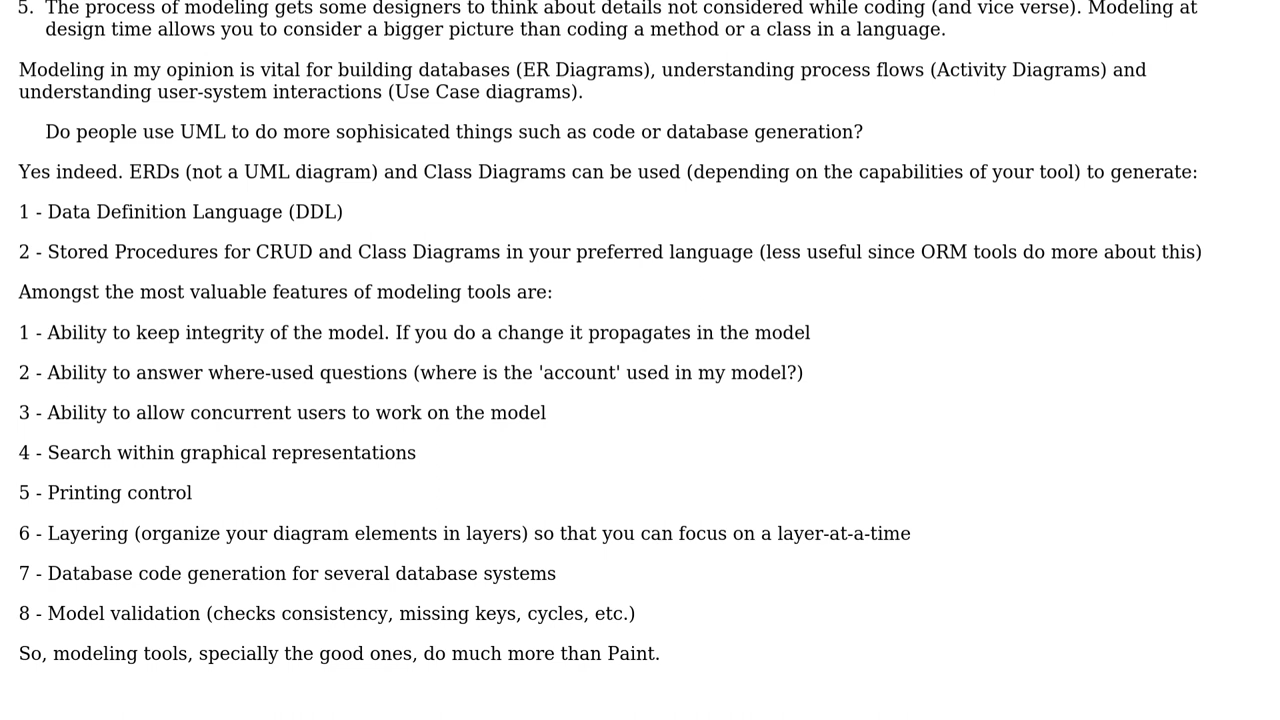 5. The process of modeling gets some designers to think about details not considered while coding (and vice verse). Modeling at
design time allows you to consider a bigger picture than coding a method or a class in a language.
Modeling in my opinion is vital for building databases (ER Diagrams), understanding process flows (Activity Diagrams) and
understanding user-system interactions (Use Case diagrams).
Do people use UML to do more sophisicated things such as code or database generation?
Yes indeed. ERDs (not a UML diagram) and Class Diagrams can be used (depending on the capabilities of your tool) to generate:
1 - Data Definition Language (DDL)
2 - Stored Procedures for CRUD and Class Diagrams in your preferred language (less useful since ORM tools do more about this)
Amongst the most valuable features of modeling tools are:
1 - Ability to keep integrity of the model. If you do a change it propagates in the model
2 - Ability to answer where-used questions (where is the 'account' used in my model?)
3 - Ability to allow concurrent users to work on the model
4 - Search within graphical representations
5 - Printing control
6 - Layering (organize your diagram elements in layers) so that you can focus on a layer-at-a-time
7 - Database code generation for several database systems
8 - Model validation (checks consistency, missing keys, cycles, etc.)
So, modeling tools, specially the good ones, do much more than Paint.